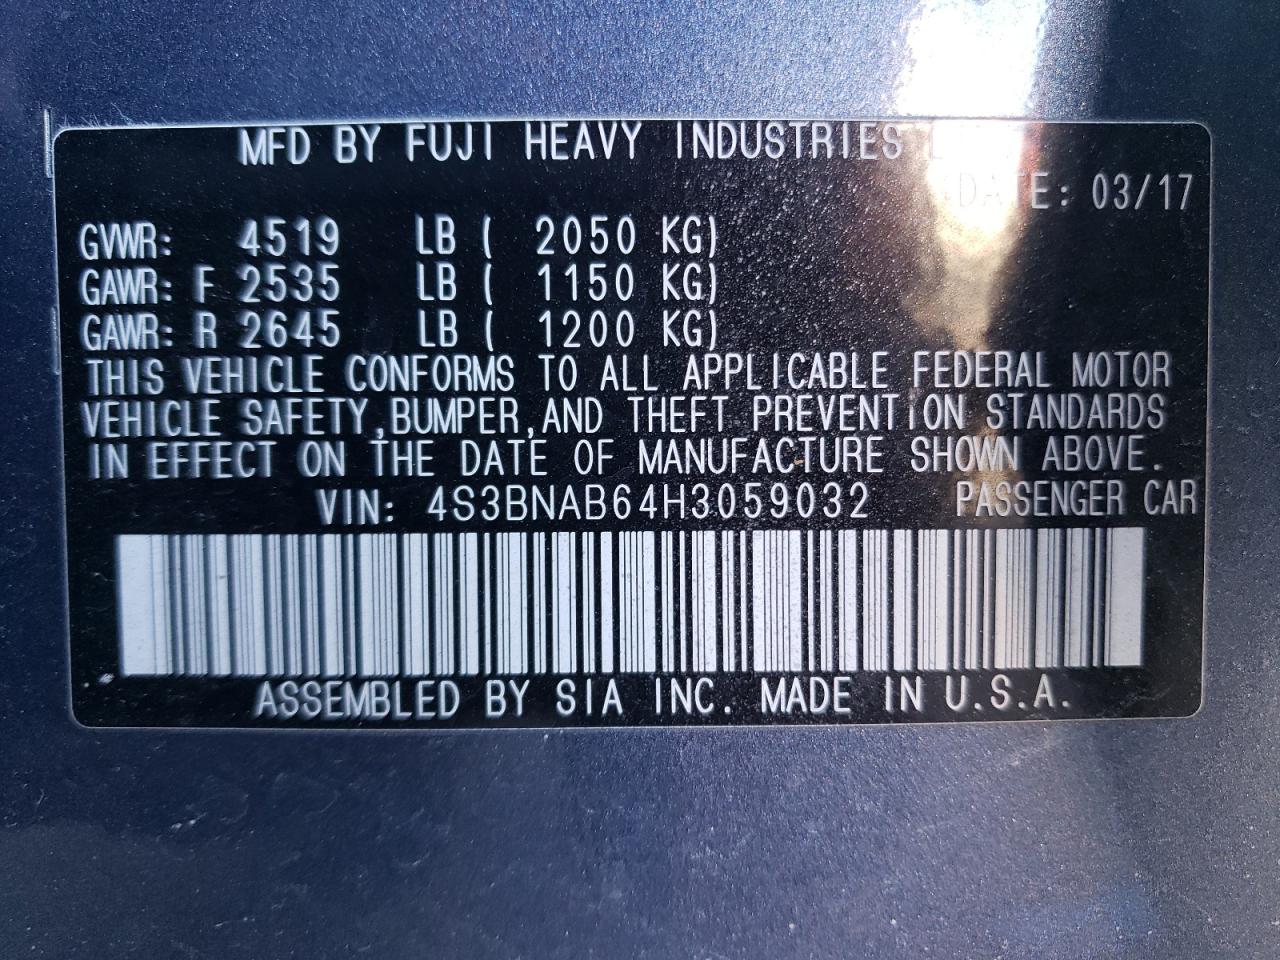 MFD BY FUJI HEAVY INDUSTRIES
DATE: 03/17
GVWR: 4519 LB ( 2050 KG)
GAWR: F 2535 LB ( 1150 KG)
GAWR: R 2645 LB ( 1200 KG)
THIS VEHICLE CONFORMS TO ALL APPLICABLE FEDERAL MOTOR
VEHICLE SAFETY,BUMPER,AND THEFT PREVENTION STANDARDS
IN EFFECT ON THE DATE OF MANUFACTURE SHOWN ABOVE.
VIN: 4S3BNAB64H3059032 PASSENGER CAR
ASSEMBLED BY SIA INC. MADE IN U.S.A.